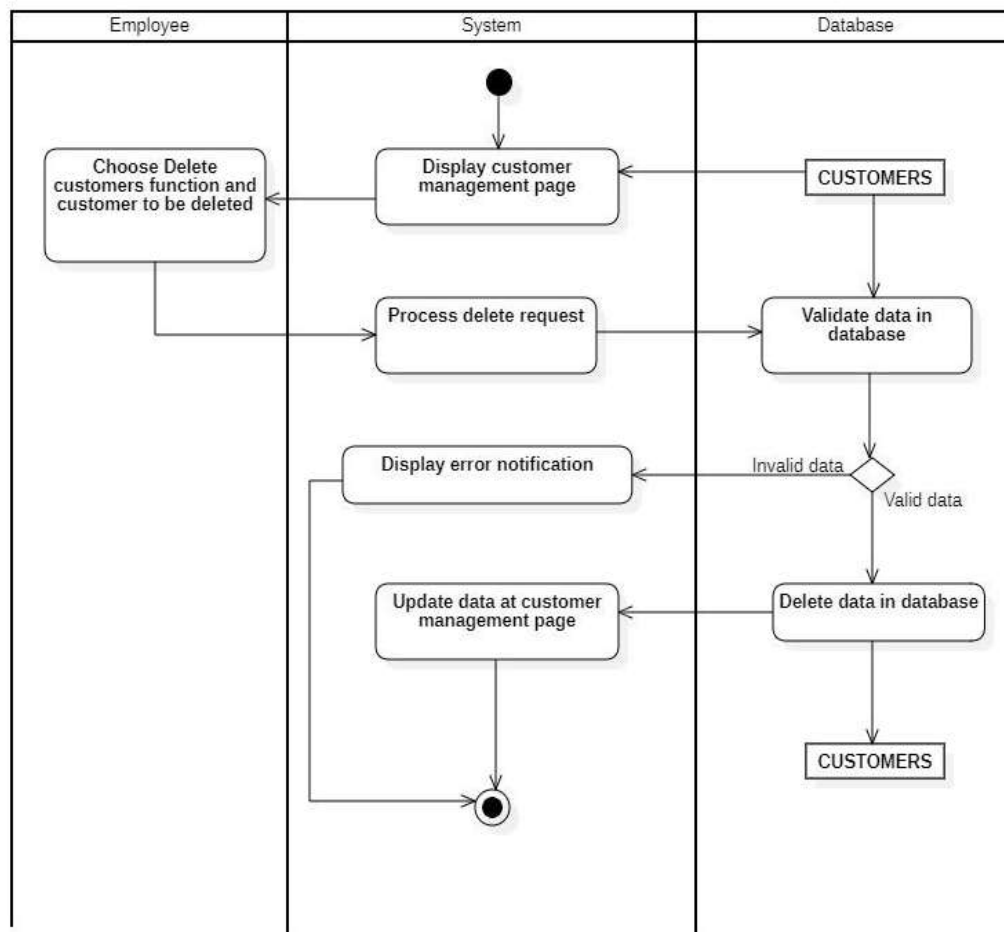 Employee
System
Database
Choose Delete
customers function and
customer to be deleted
Display customer
management page
CUSTOMERS
Process delete request
Validate data in
database
Display error notification
Invalid data
Valid data
Update data at customer
management page
Delete data in database
CUSTOMERS